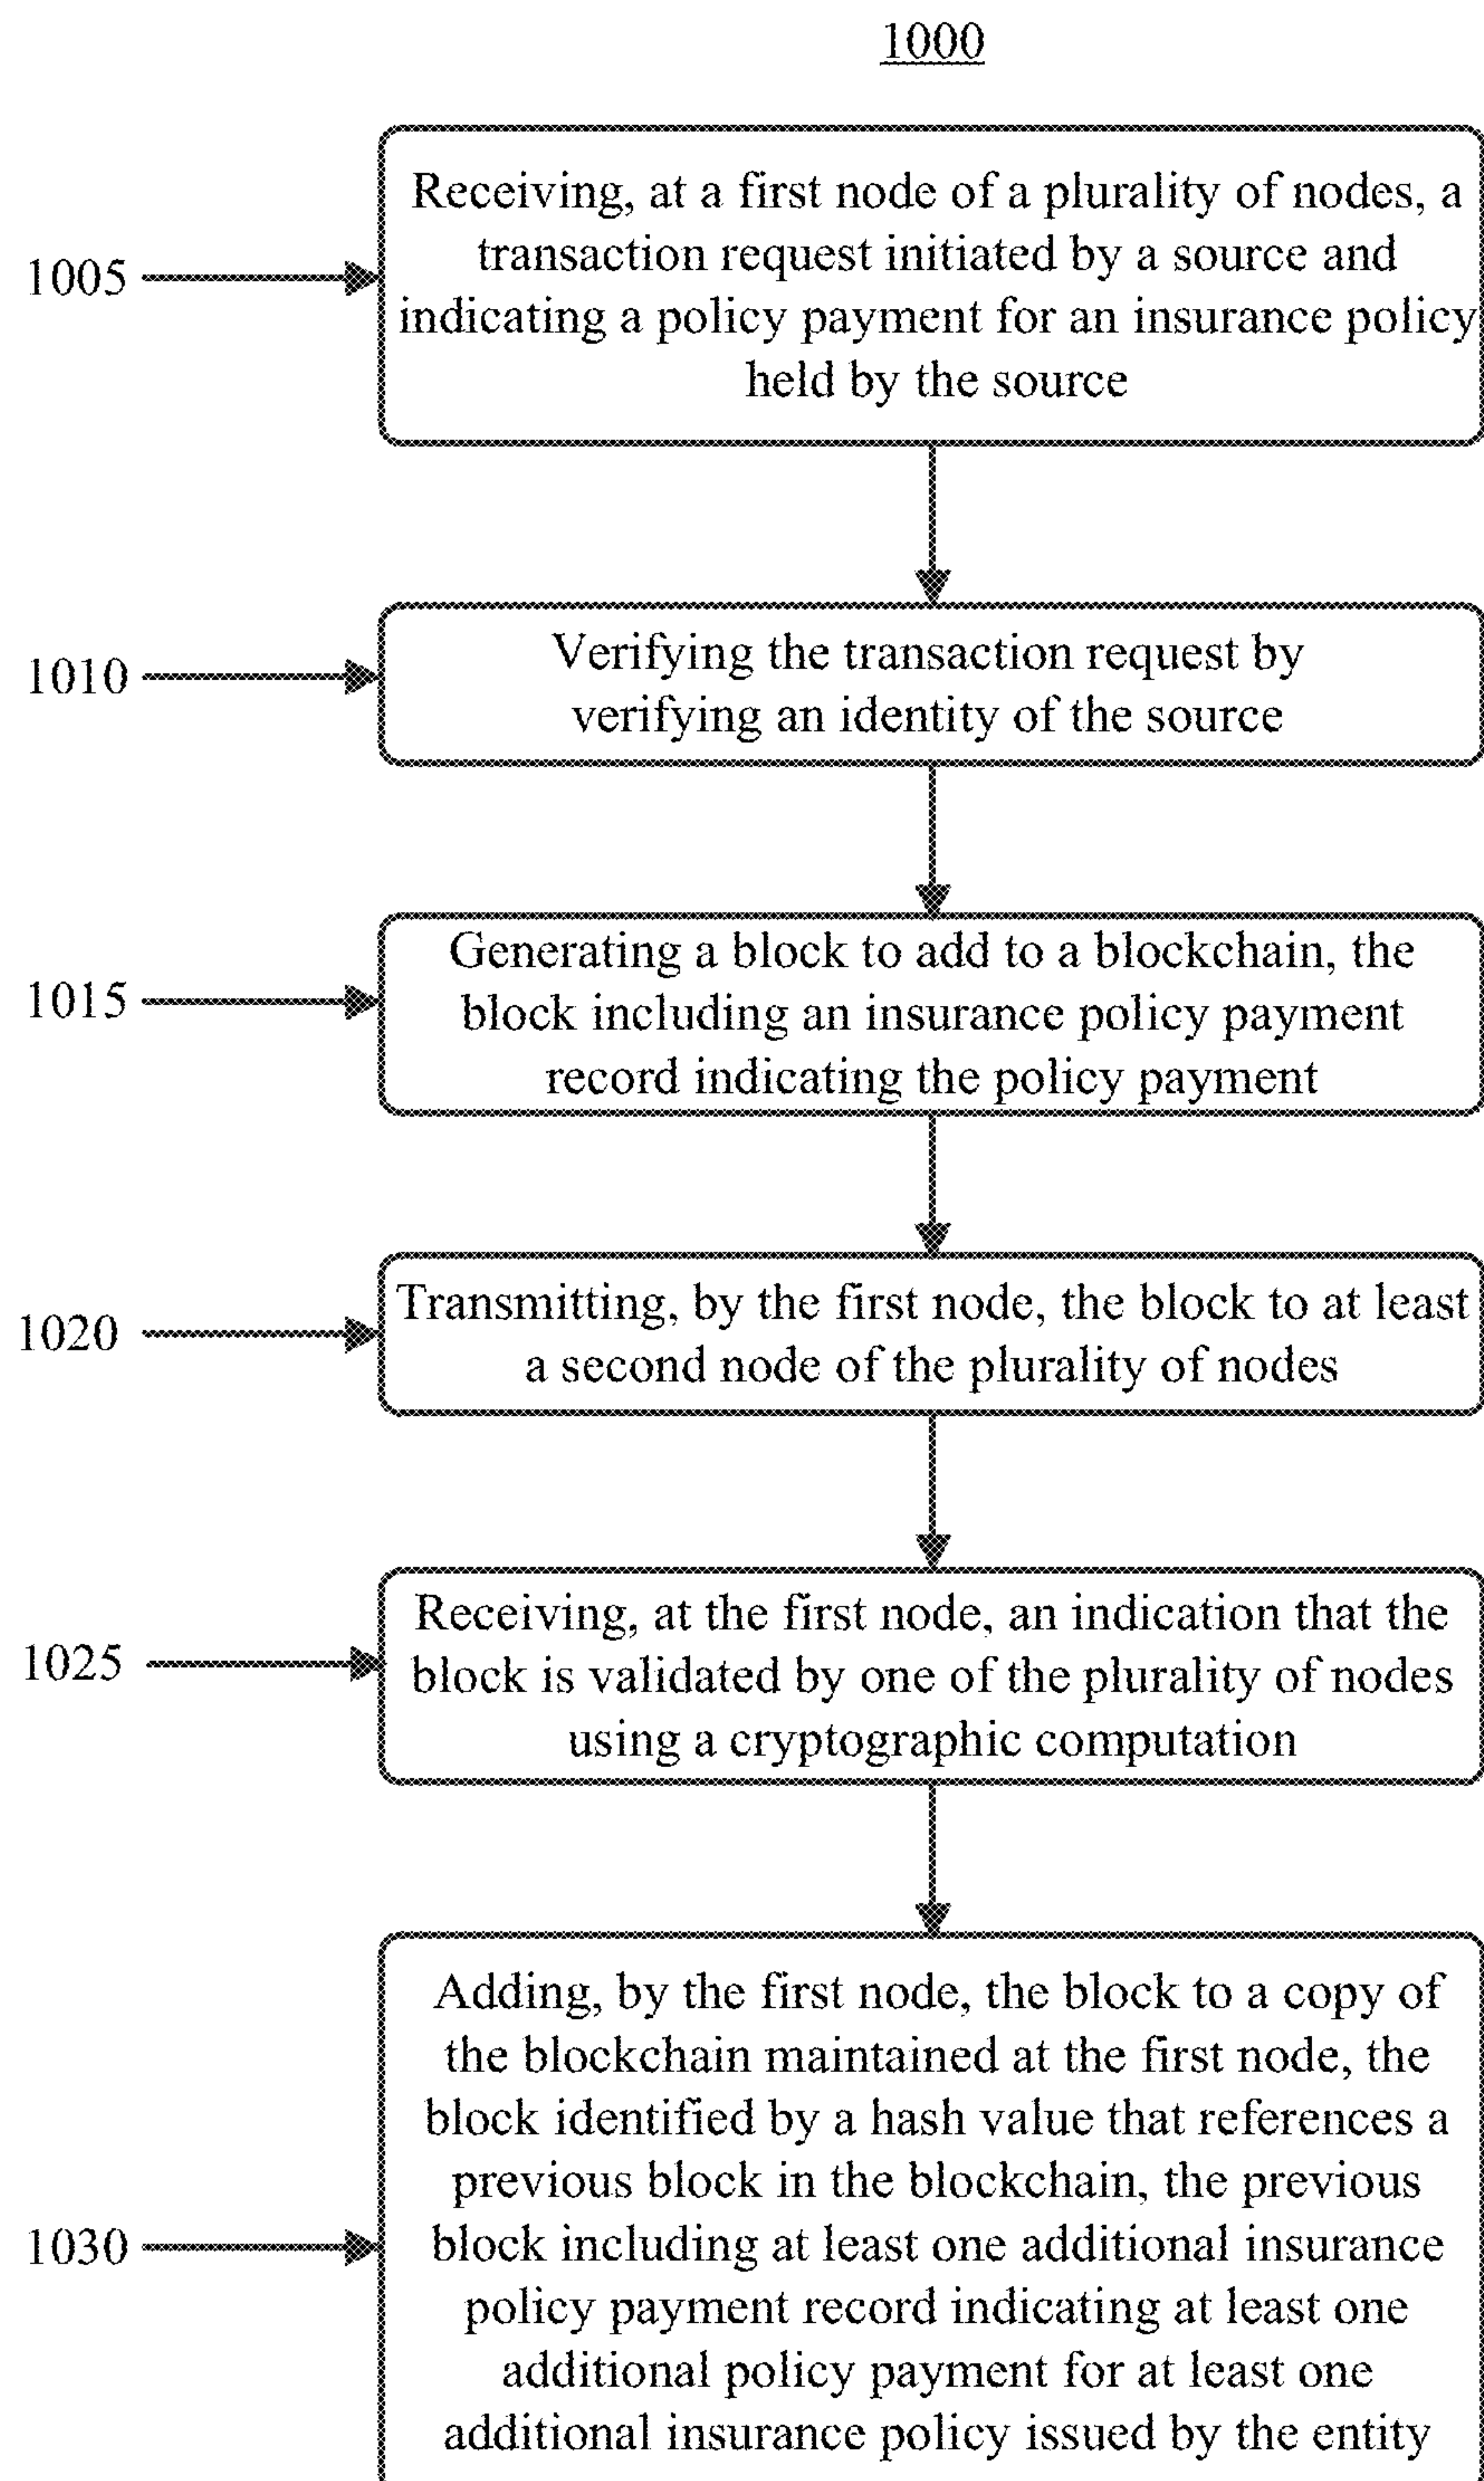 1000
1005
Receiving, at a first node of a plurality of nodes, a
transaction request initiated by a source and
indicating a policy payment for an insurance policy
held by the source
1010
Verifying the transaction request by
verifying an identity of the source
1015
Generating a block to add to a blockchain, the
block including an insurance policy payment
record indicating the policy payment
1020
Transmitting, by the first node, the block to at least
a second node of the plurality of nodes
1025
Receiving, at the first node, an indication that the
block is validated by one of the plurality of nodes
using a cryptographic computation
1030
Adding, by the first node, the block to a copy of
the blockchain maintained at the first node, the
block identified by a hash value that references a
previous block in the blockchain, the previous
block including at least one additional insurance
policy payment record indicating at least one
additional policy payment for at least one
additional insurance policy issued by the entity